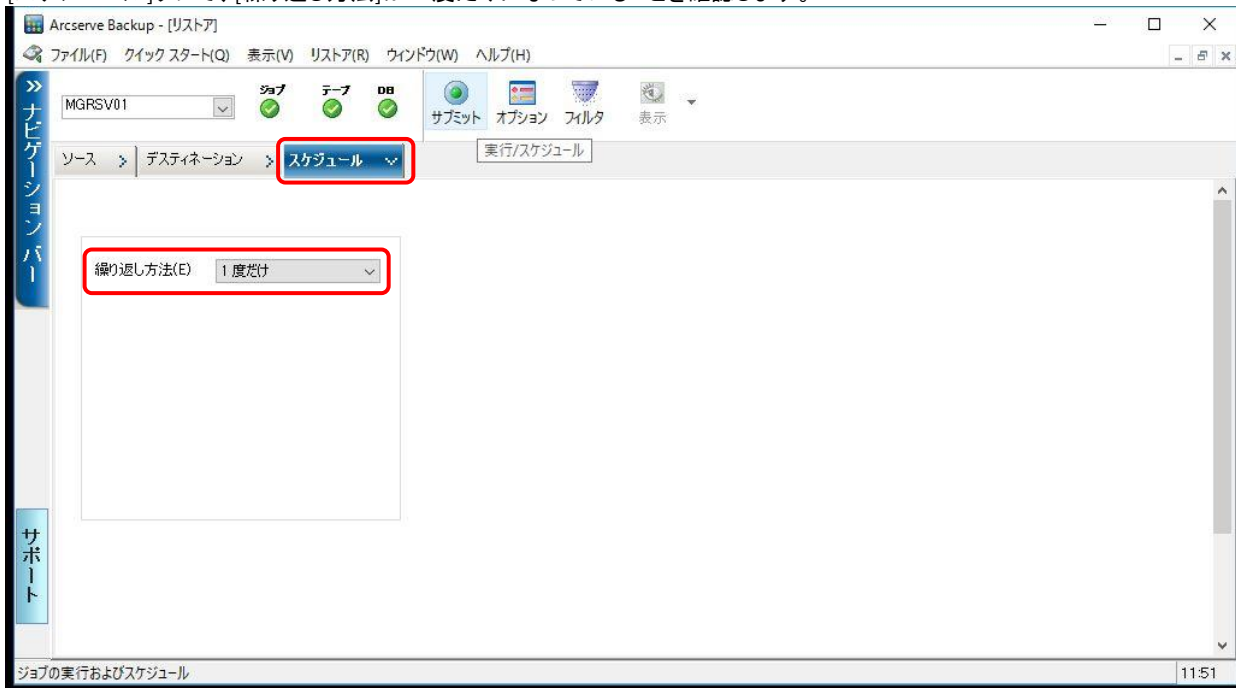 Arcserve Backup - [リストア]
ファイル(F) クイック スタート(Q) 表示(V) リストア(R) ウィンドウ(W) ヘルプ(H)
MGRSV01
ジョブ テープ DB
サブミット オプション フィルタ 表示
実行/スケジュール
ソース デスティネーション スケジュール
ナビゲーション バー
繰り返し方法(E) 1 度だけ
サポート
ジョブの実行およびスケジュール 11:51